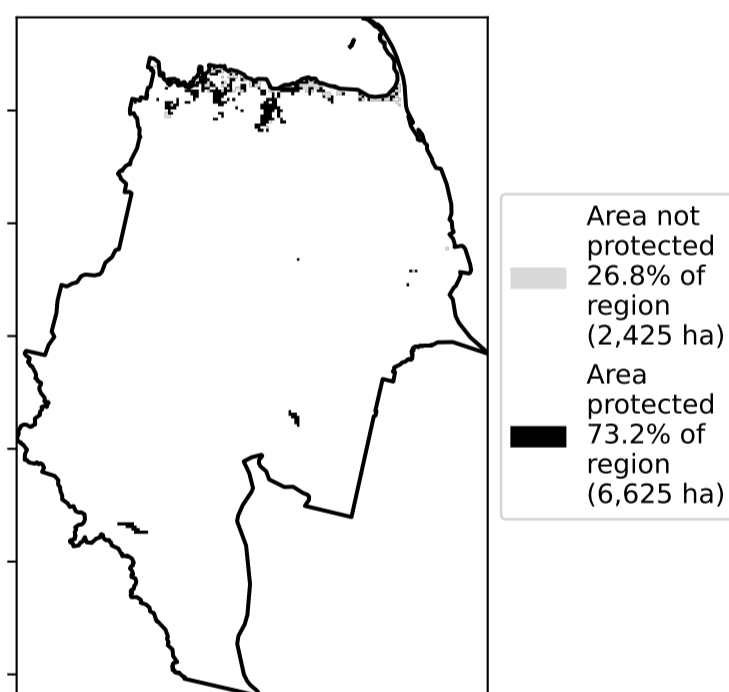 Area not
protected
26.8% of
region
(2,425 ha)
Area
protected
73.2% of
region
(6,625 ha)